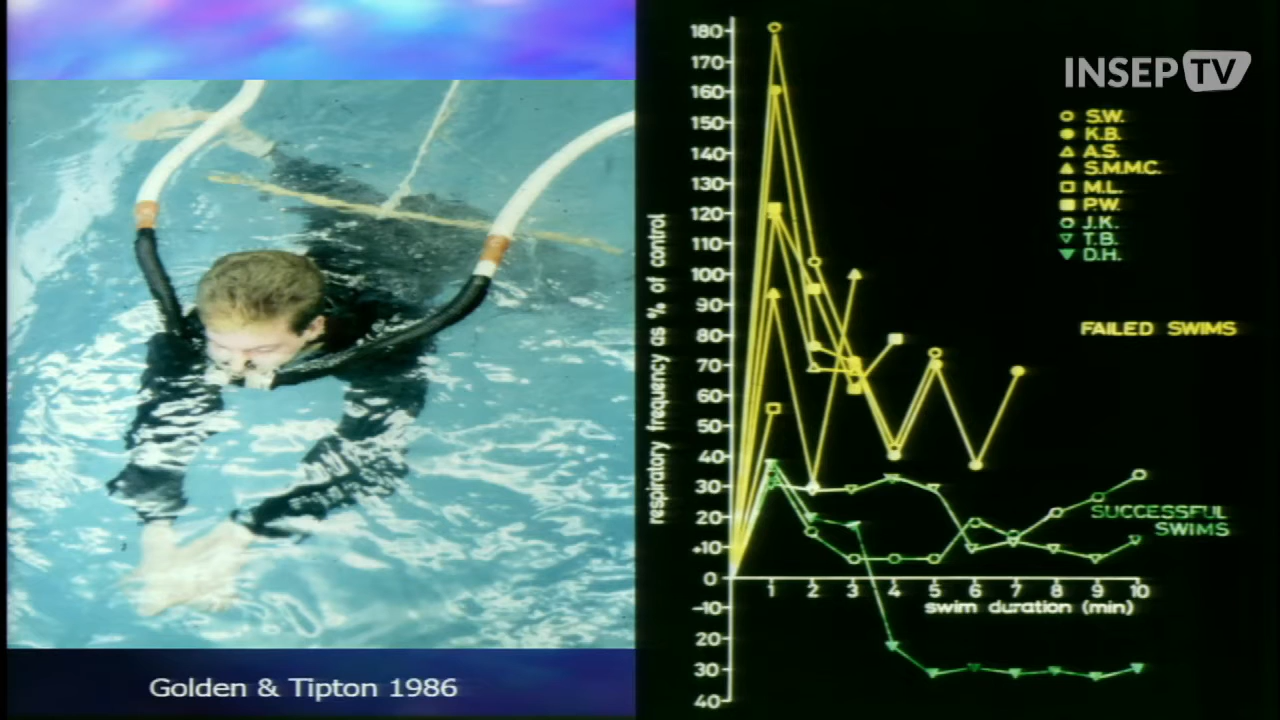 Golden & Tipton 1986
INSEP TV
respiratory frequency as % of control
180
170
160
150
140
130
120
110
100
90
80
70
60
50
40
30
20
+10
0
-10
20
30
40
1 2 3 4 5 6 7 8 9 10
swim duration (min)
S.W.
K.B.
A.S.
S.M.M.C.
M.L.
P.W.
J.K.
T.B.
D.H.
FAILED SWIMS
SUCCESSFUL
SWIMS